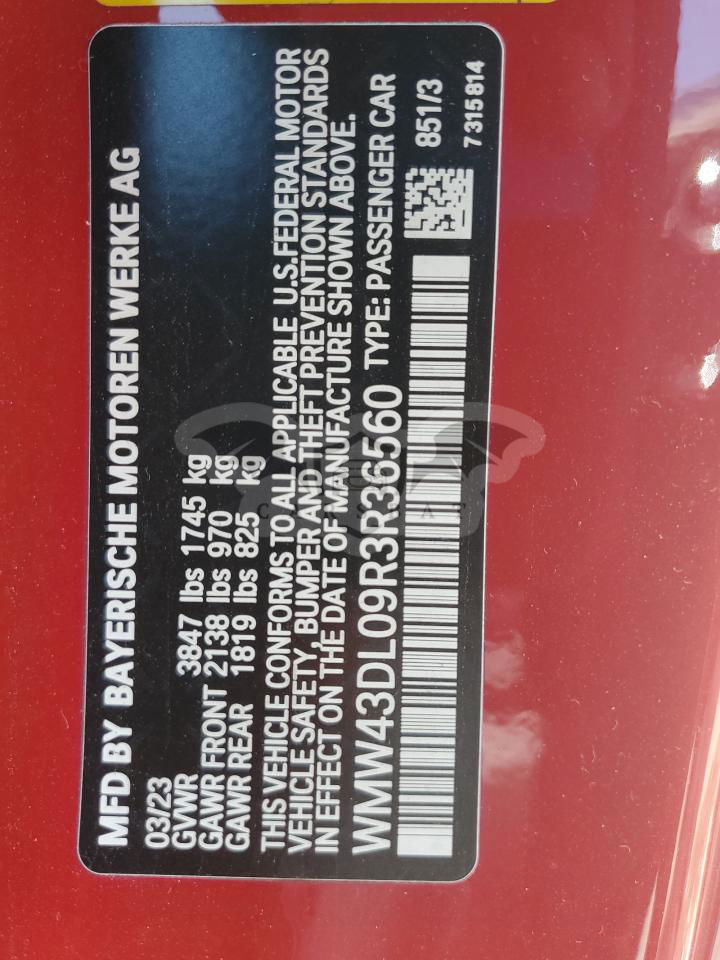 MFD BY BAYERISCHE MOTOREN WERKE AG
03/23
GVWR 3847 lbs 1745 kg
GAWR FRONT 2138 lbs 970 kg
GAWR REAR 1819 lbs 825 kg
THIS VEHICLE CONFORMS TO ALL APPLICABLE U.S.FEDERAL MOTOR
VEHICLE SAFETY, BUMPER AND THEFT PREVENTION STANDARDS
IN EFFECT ON THE DATE OF MANUFACTURE SHOWN ABOVE.
WMW43DL09R3R36560 TYPE: PASSENGER CAR
851/3
7315814